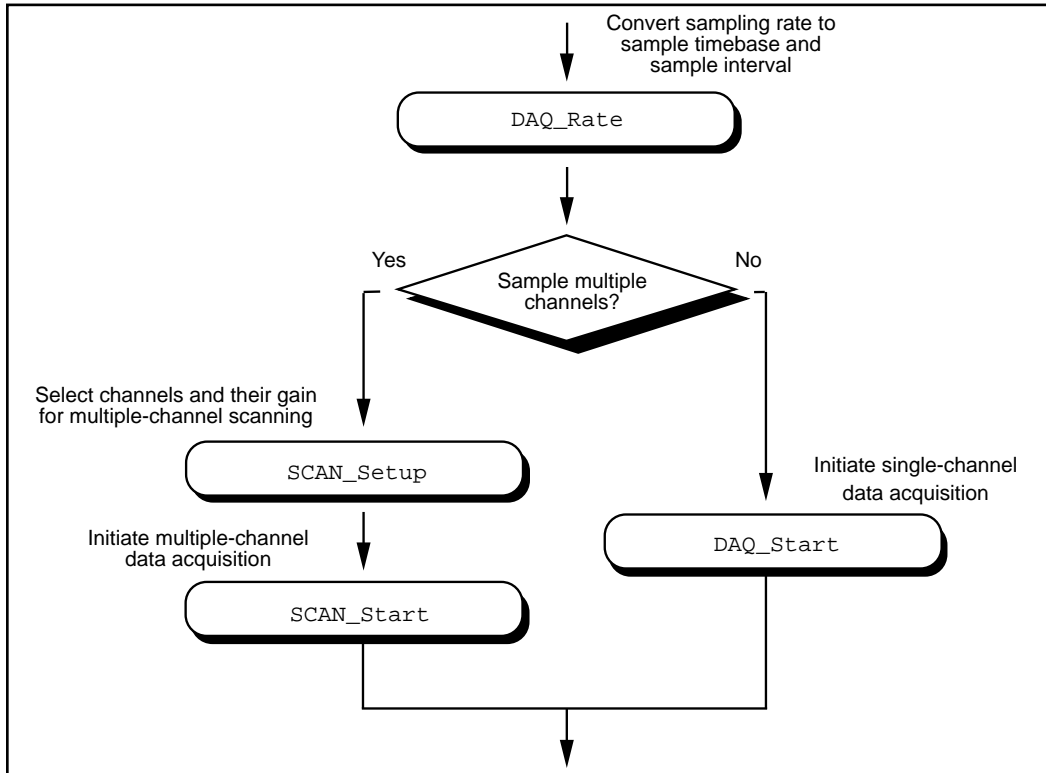 Convert sampling rate to
sample timebase and
sample interval
DAQ_Rate
Yes
No
Sample multiple
channels?
Select channels and their gain
for multiple-channel scanning
SCAN_Setup
Initiate single-channel
data acquisition
Initiate multiple-channel
data acquisition
DAQ_Start
SCAN_Start